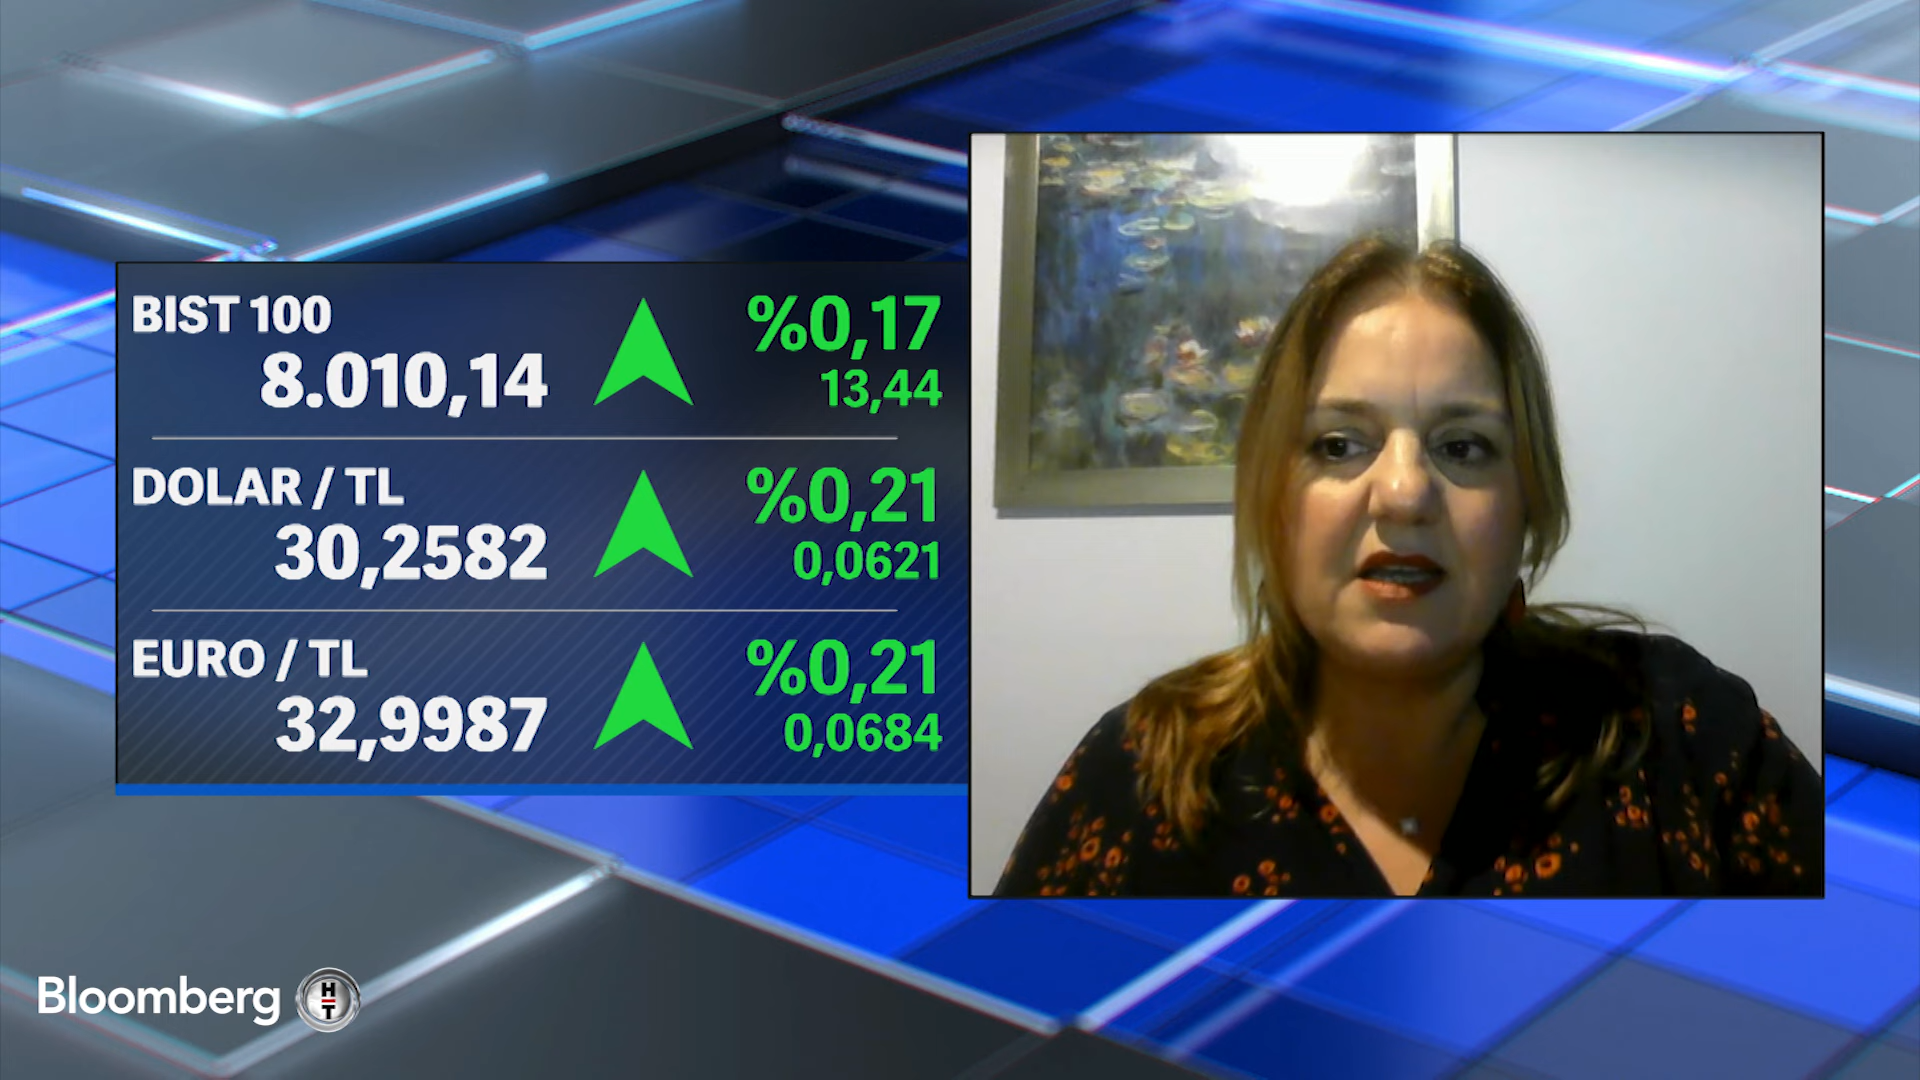 BIST 100
8.010,14
%0,17
13,44
DOLAR / TL
30,2582
%0,21
0,0621
EURO / TL
32,9987
%0,21
0,0684
Bloomberg HT